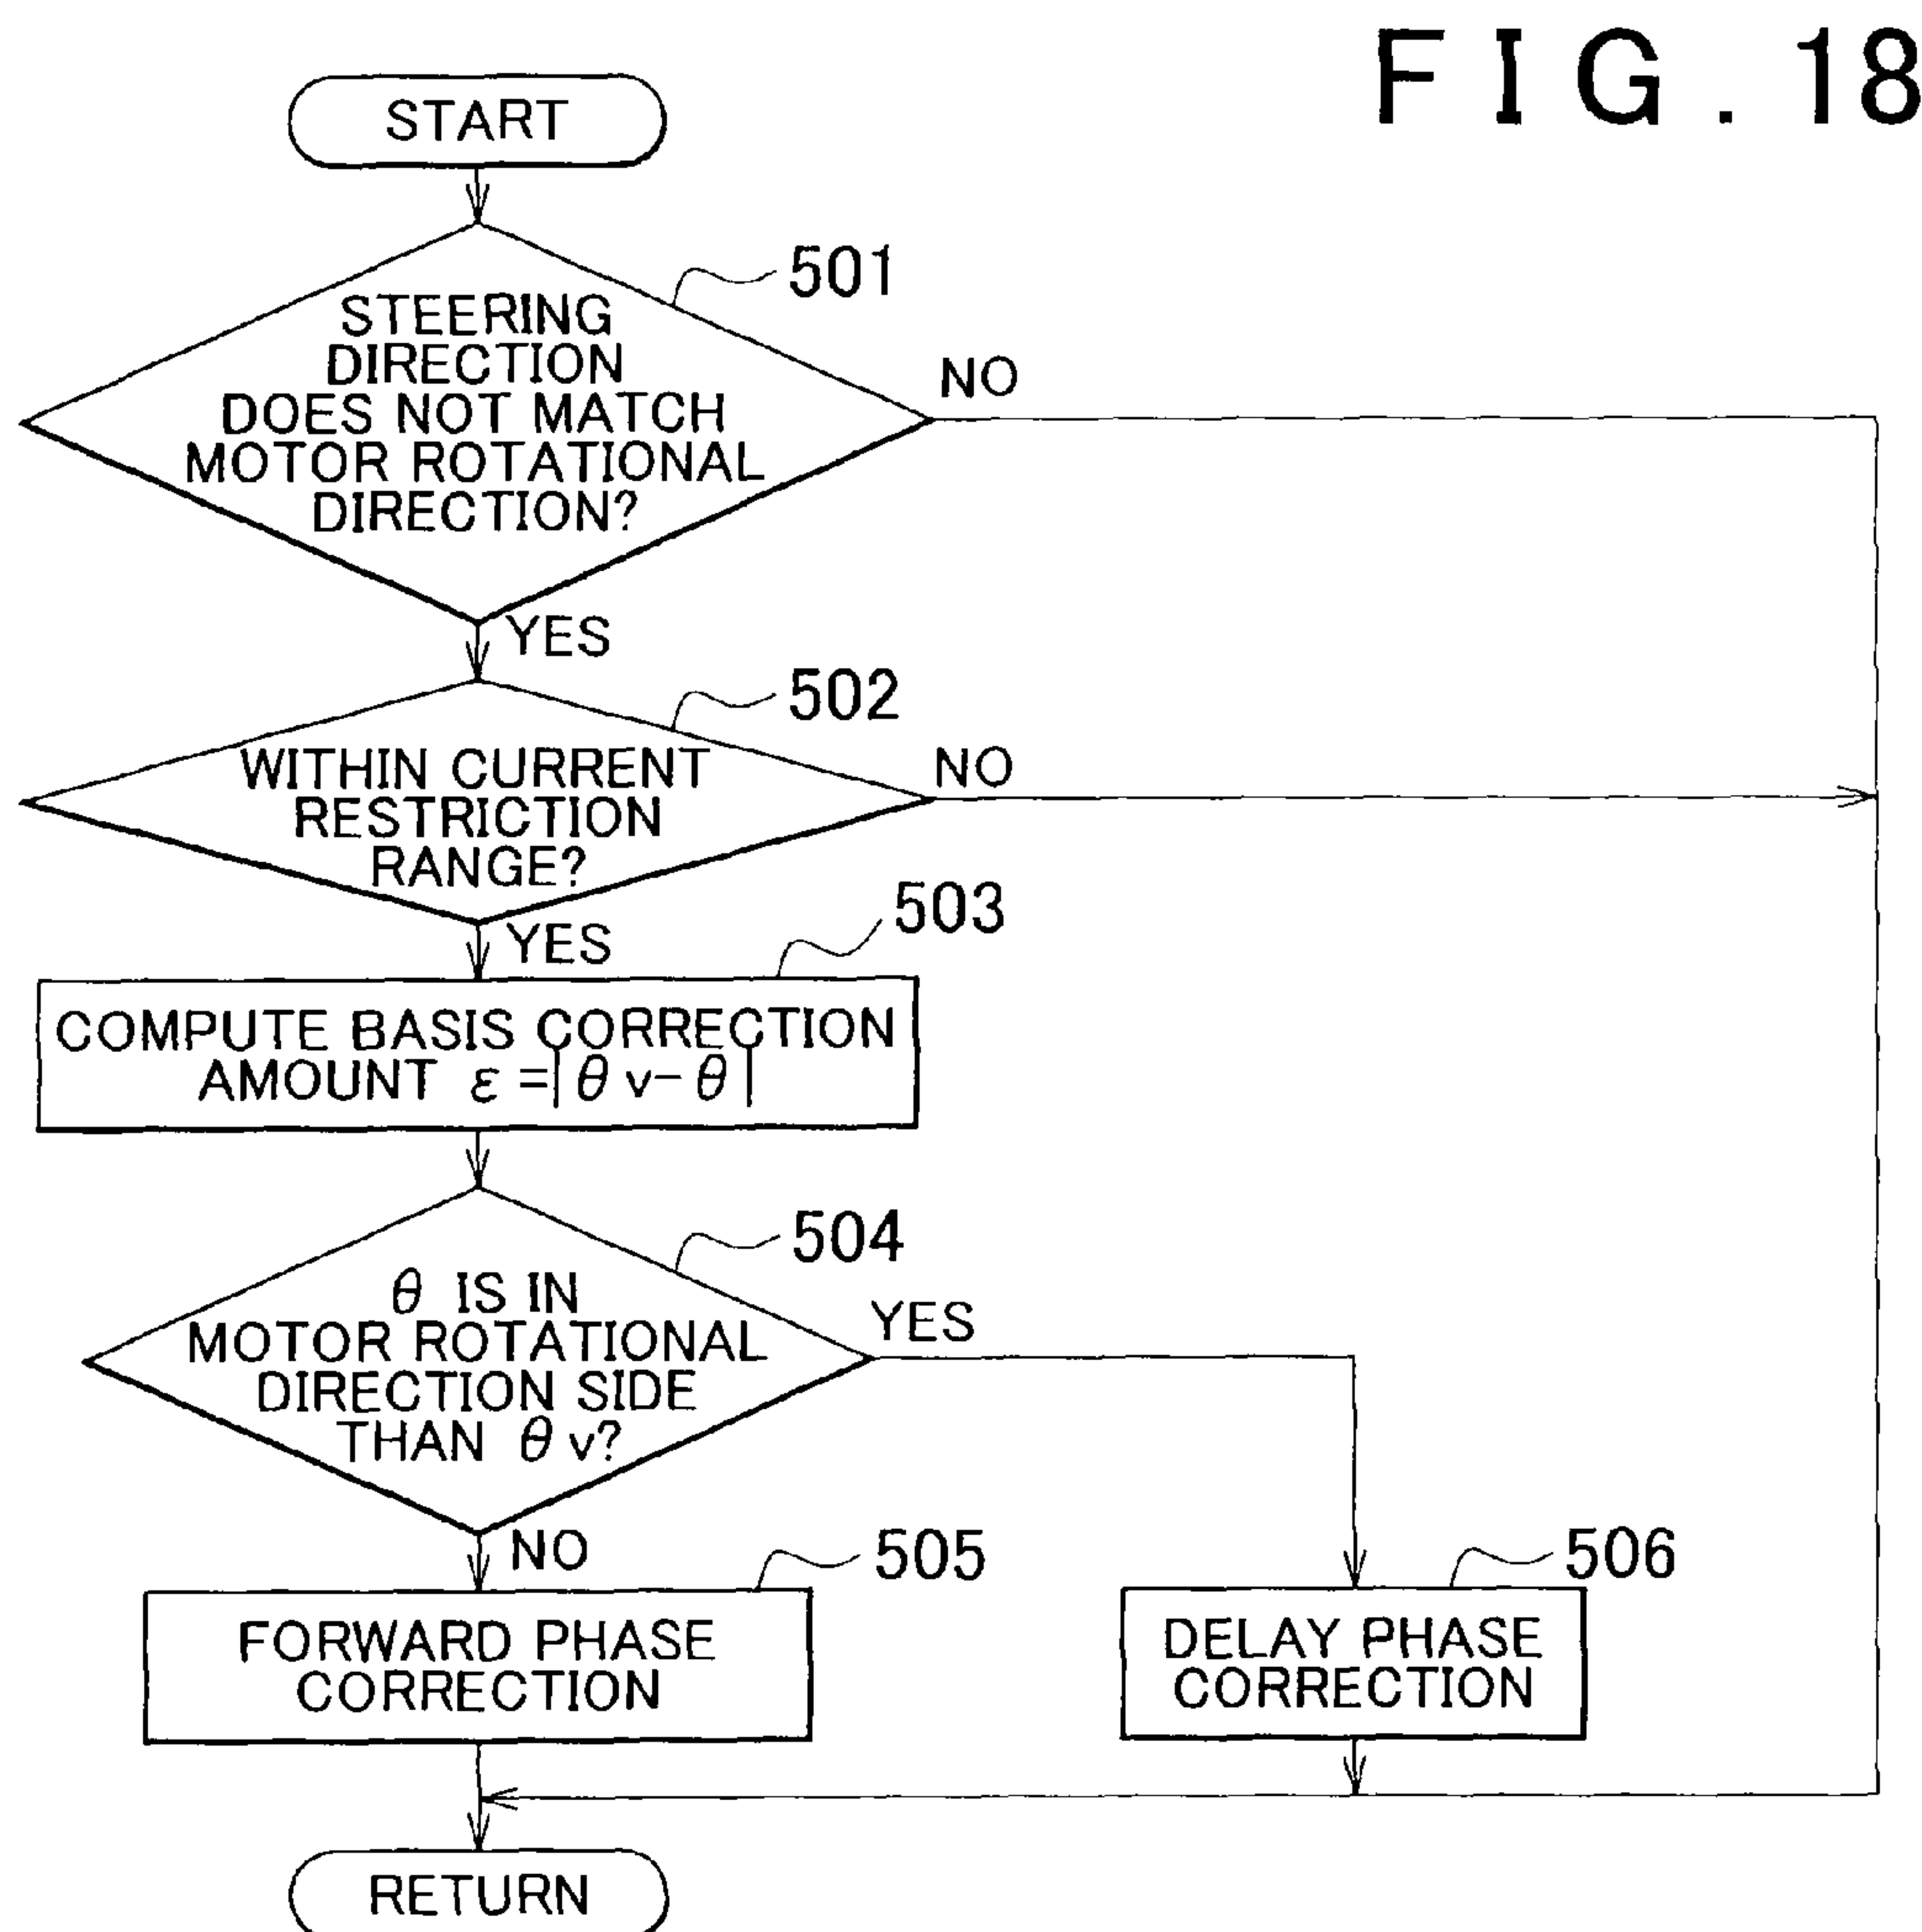 FIG. 18
START
501
STEERING
DIRECTION
DOES NOT MATCH
MOTOR ROTATIONAL
DIRECTION?
NO
YES
502
WITHIN CURRENT
RESTRICTION
RANGE?
NO
YES
503
COMPUTE BASIS CORRECTION
AMOUNT ε =|θv-θ|
504
θ IS IN
MOTOR ROTATIONAL
DIRECTION SIDE
THAN θv?
YES
NO
505
FORWARD PHASE
CORRECTION
506
DELAY PHASE
CORRECTION
RETURN